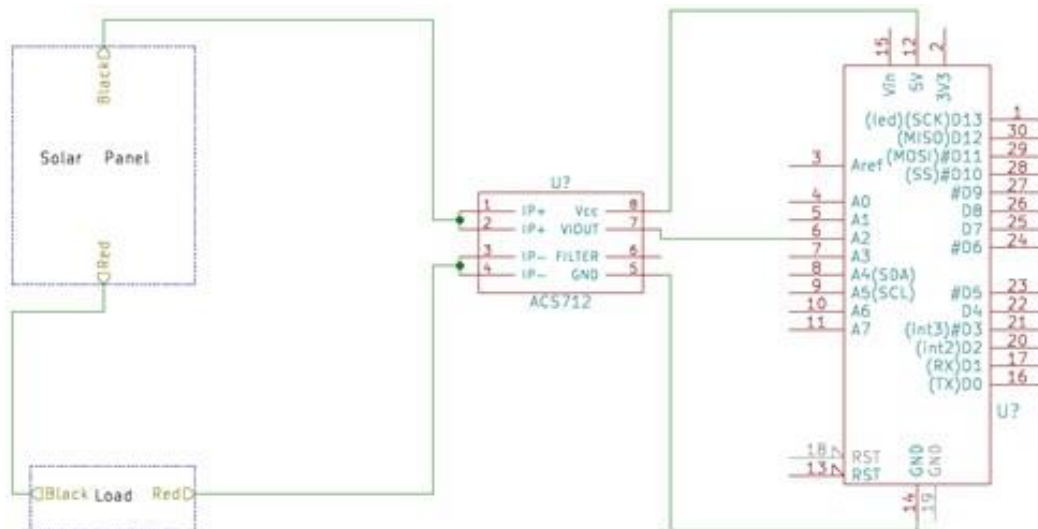 Black
Solar Panel
Red
Black Load Red
U?
1 IP+ Vcc 8
2 IP+ VIOUT 7
3 IP- FILTER 6
4 IP- GND 5
ACS712
15 Vin
12 5V
2 3V3
(led)(SCK)D13 1
(MISO)D12 30
(MOSI)#D11 29
(SS)#D10 28
#D9 27
D8 26
D7 25
#D6 24
#D5 23
D4 22
(int3)#D3 21
(int2)D2 20
(RX)D1 17
(TX)D0 16
3 Aref
4 A0
5 A1
6 A2
7 A3
8 A4(SDA)
9 A5(SCL)
10 A6
11 A7
18 RST
13 RST
14 GND
19 GND
U?